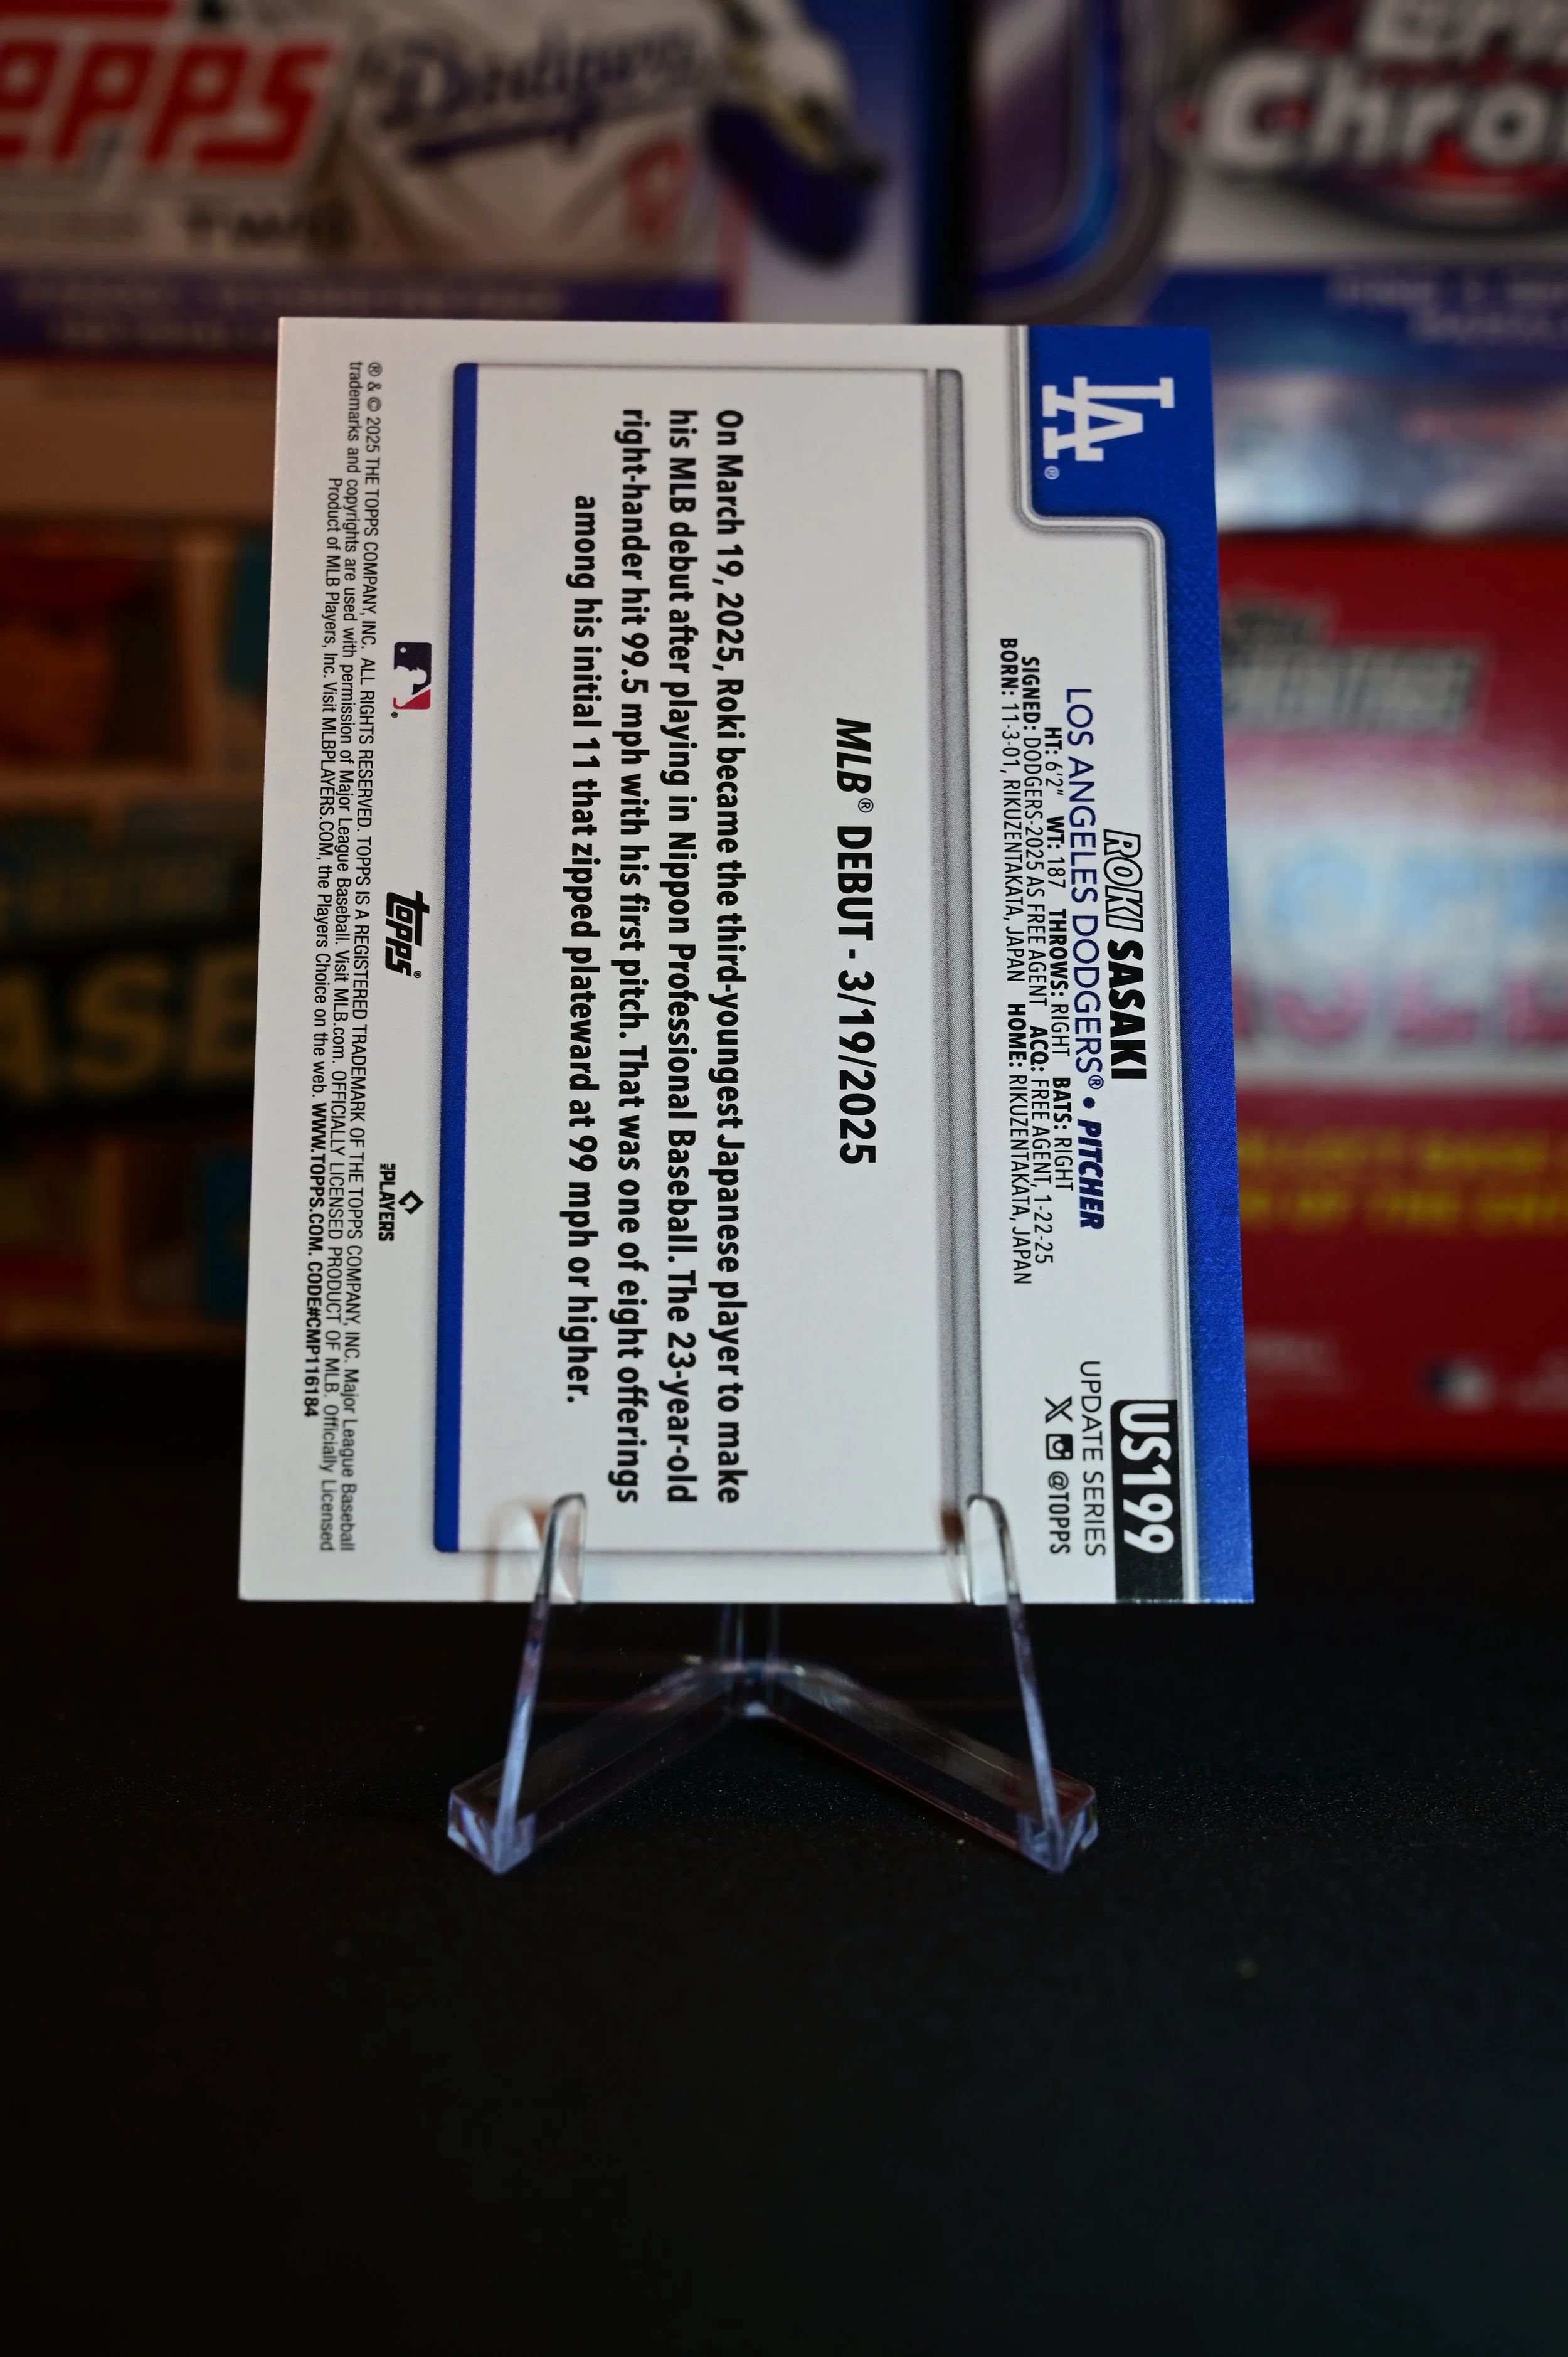 ROKI SASAKI
LOS ANGELES DODGERS® • PITCHER
HT: 6'2" WT: 187 THROWS: RIGHT BATS: RIGHT
SIGNED: DODGERS-2025 AS FREE AGENT ACQ: FREE AGENT, 1-22-25
BORN: 11-3-01, RIKUZENTAKATA, JAPAN HOME: RIKUZENTAKATA, JAPAN
LA®
US199
UPDATE SERIES
X @TOPPS
MLB® DEBUT - 3/19/2025
On March 19, 2025, Roki became the third-youngest Japanese player to make
his MLB debut after playing in Nippon Professional Baseball. The 23-year-old
right-hander hit 99.5 mph with his first pitch. That was one of eight offerings
among his initial 11 that zipped plateward at 99 mph or higher.
topps®
MLB PLAYERS
® & © 2025 THE TOPPS COMPANY, INC. ALL RIGHTS RESERVED. TOPPS IS A REGISTERED TRADEMARK OF THE TOPPS COMPANY, INC. Major League Baseball
trademarks and copyrights are used with permission of Major League Baseball. Visit MLB.com. OFFICIALLY LICENSED PRODUCT OF MLB. Officially Licensed
Product of MLB Players, Inc. Visit MLBPLAYERS.COM, the Players Choice on the web. WWW.TOPPS.COM. CODE#CMP116184
TOPPS
Dodgers
Chro
ASE